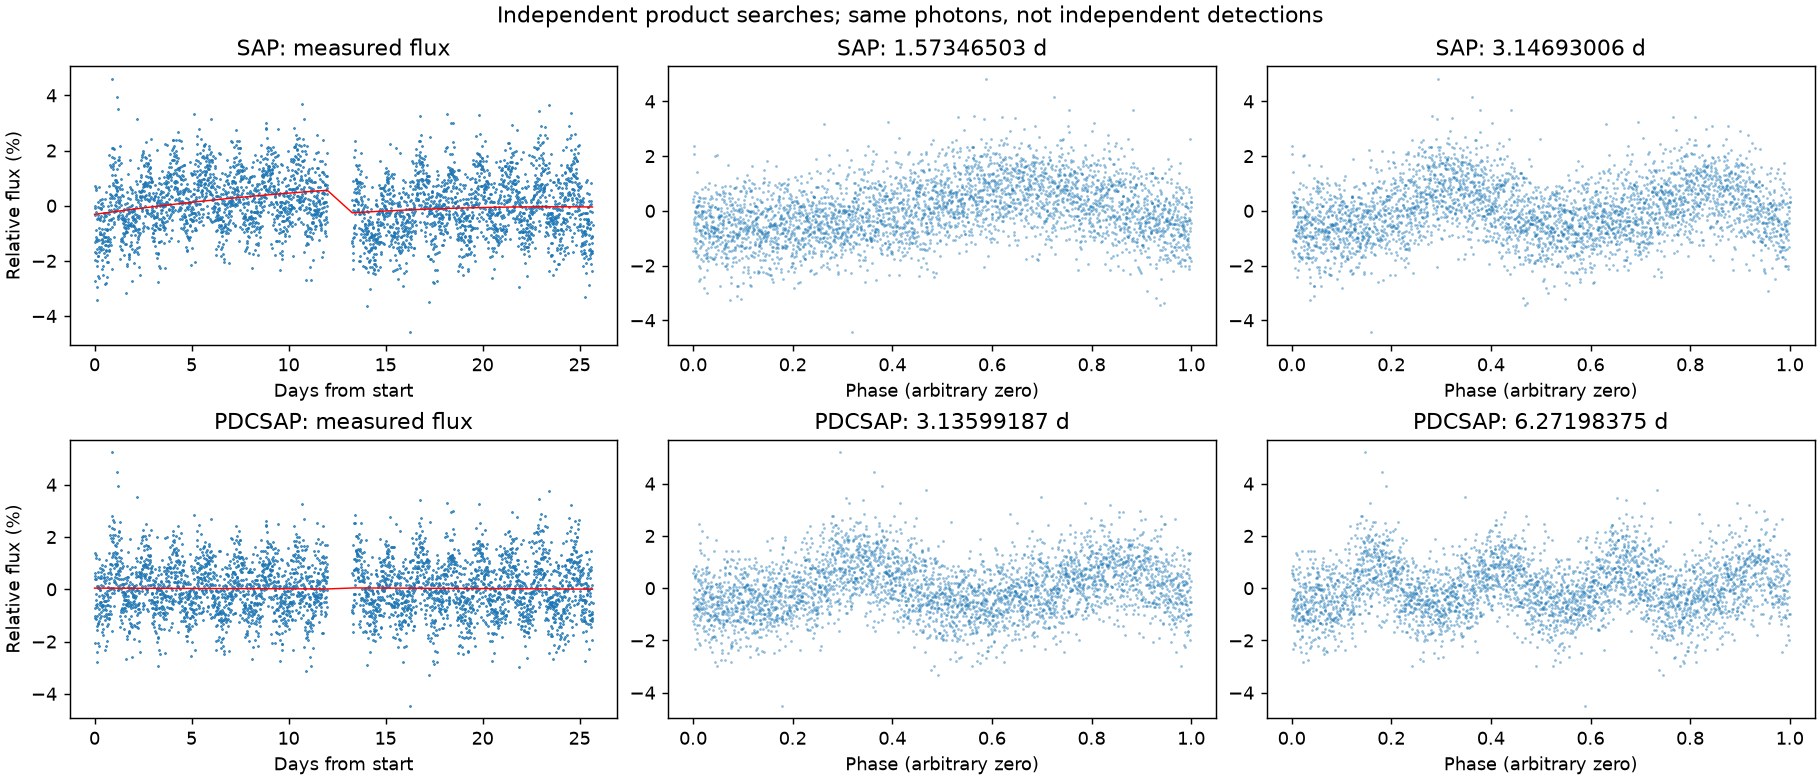 Independent product searches; same photons, not independent detections
SAP: measured flux
SAP: 1.57346503 d
SAP: 3.14693006 d
Relative flux (%)
4
2
0
−2
−4
4
2
0
−2
−4
4
2
0
−2
−4
0 5 10 15 20 25
0.0 0.2 0.4 0.6 0.8 1.0
0.0 0.2 0.4 0.6 0.8 1.0
Days from start
Phase (arbitrary zero)
Phase (arbitrary zero)
PDCSAP: measured flux
PDCSAP: 3.13599187 d
PDCSAP: 6.27198375 d
Relative flux (%)
4
2
0
−2
−4
4
2
0
−2
−4
4
2
0
−2
−4
0 5 10 15 20 25
0.0 0.2 0.4 0.6 0.8 1.0
0.0 0.2 0.4 0.6 0.8 1.0
Days from start
Phase (arbitrary zero)
Phase (arbitrary zero)